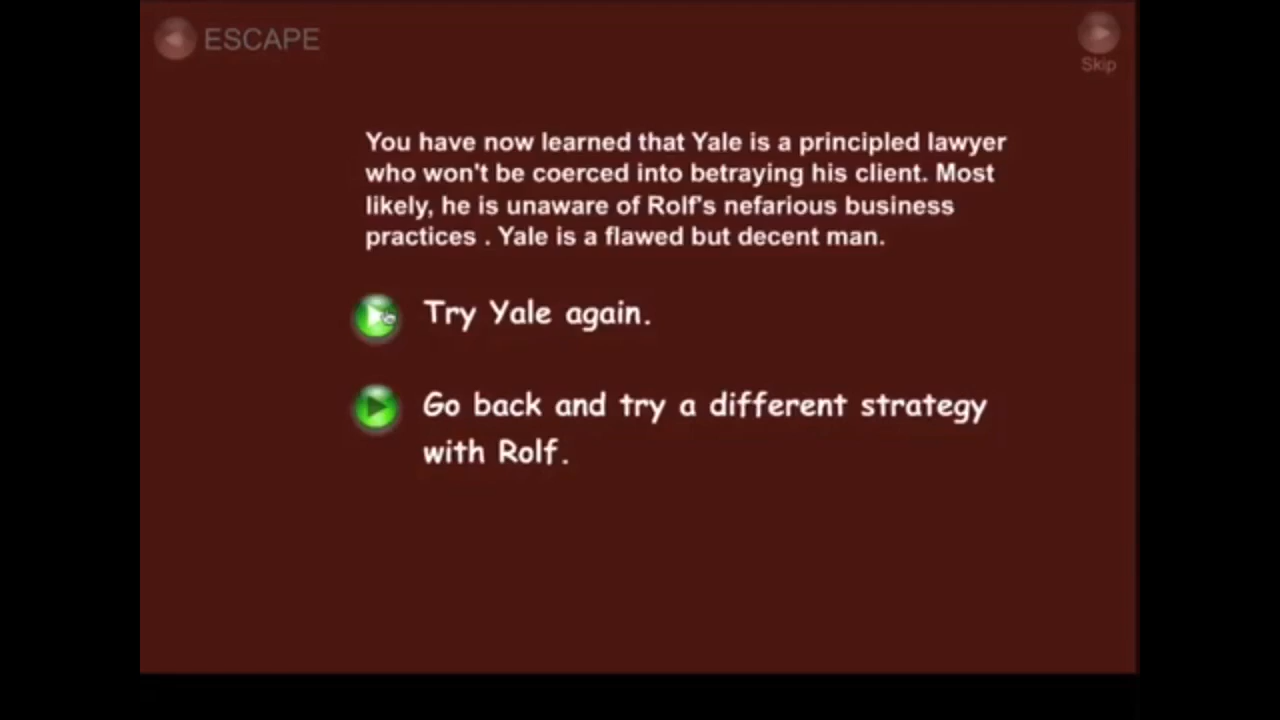 ESCAPE
Skip
You have now learned that Yale is a principled lawyer
who won't be coerced into betraying his client. Most
likely, he is unaware of Rolf's nefarious business
practices . Yale is a flawed but decent man.
Try Yale again.
Go back and try a different strategy
with Rolf.